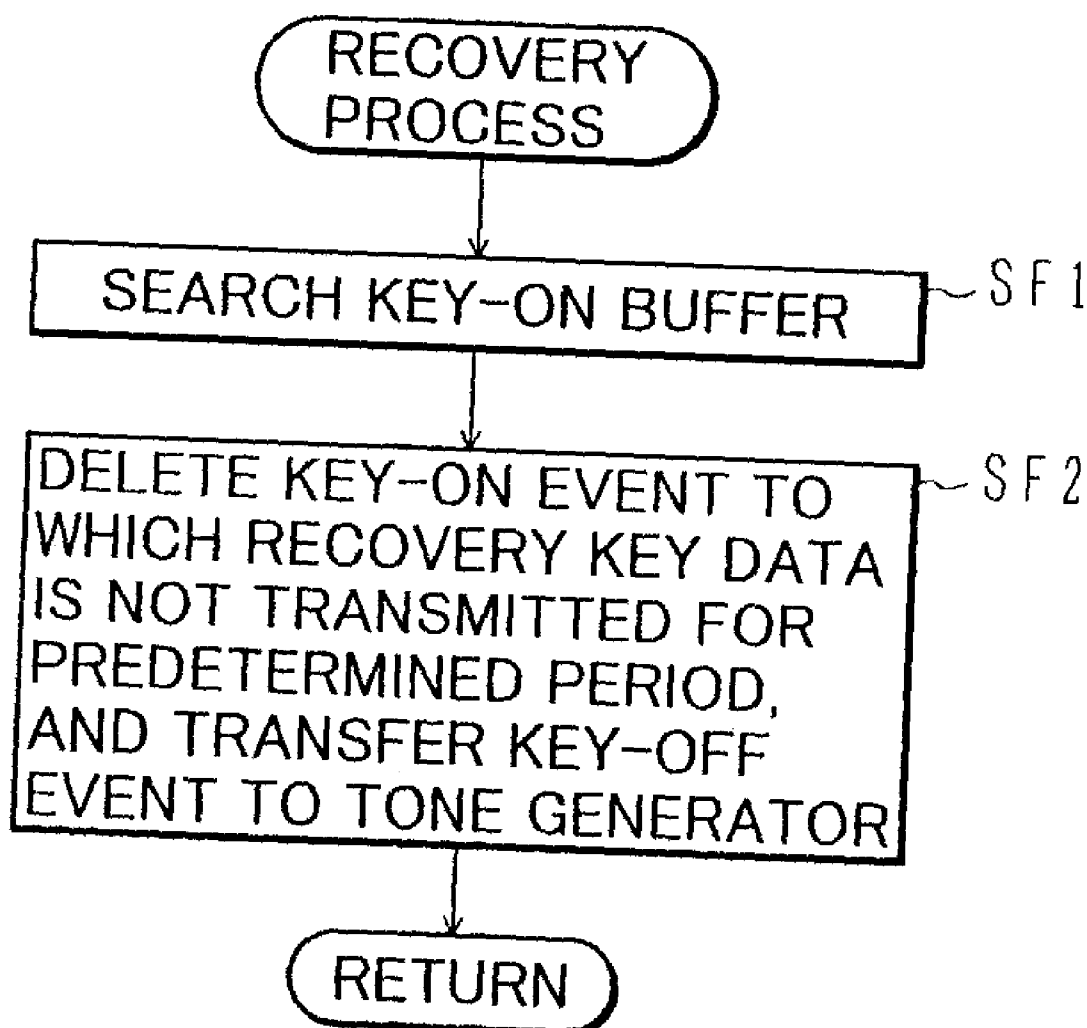 RECOVERY
PROCESS
SEARCH KEY-ON BUFFER
SF1
DELETE KEY-ON EVENT TO
WHICH RECOVERY KEY DATA
IS NOT TRANSMITTED FOR
PREDETERMINED PERIOD,
AND TRANSFER KEY-OFF
EVENT TO TONE GENERATOR
SF2
RETURN